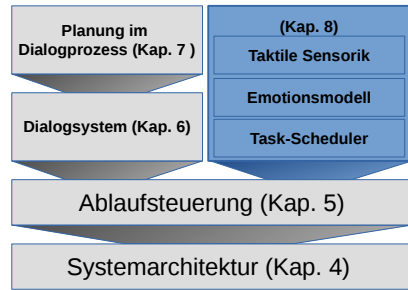 Planung im
Dialogprozess (Kap. 7 )
Dialogsystem (Kap. 6)
(Kap. 8)
Taktile Sensorik
Emotionsmodell
Task-Scheduler
Ablaufsteuerung (Kap. 5)
Systemarchitektur (Kap. 4)